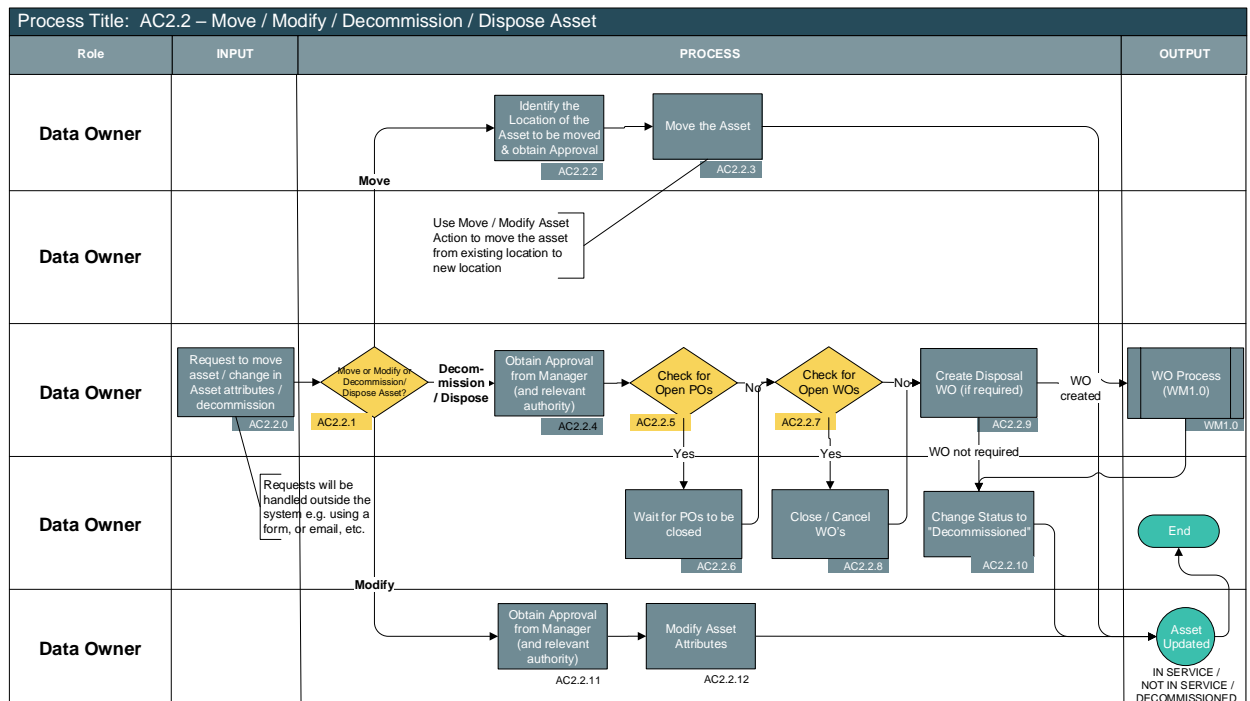 Process Title: AC2.2 – Move / Modify / Decommission / Dispose Asset
Role
INPUT
PROCESS
OUTPUT
Data Owner
Identify the
Location of the
Asset to be moved
& obtain Approval
AC2.2.2
Move the Asset
AC2.2.3
Move
Data Owner
Use Move / Modify Asset
Action to move the asset
from existing location to
new location
Data Owner
Request to move
asset / change in
Asset attributes /
decommission
AC2.2.0
Move or Modify or
Decommission/
Dispose Asset?
AC2.2.1
Decom-
mission
/ Dispose
Obtain Approval
from Manager
(and relevant
authority)
AC2.2.4
Check for
Open POs
AC2.2.5
No
Check for
Open WOs
AC2.2.7
No
Create Disposal
WO (if required)
AC2.2.9
WO
created
WO Process
(WM1.0)
WM1.0
Yes
Yes
WO not required
Data Owner
Requests will be
handled outside the
system e.g. using a
form, or email, etc.
Wait for POs to be
closed
AC2.2.6
Close / Cancel
WO's
AC2.2.8
Change Status to
"Decommissioned"
AC2.2.10
End
Modify
Data Owner
Obtain Approval
from Manager
(and relevant
authority)
AC2.2.11
Modify Asset
Attributes
AC2.2.12
Asset
Updated
IN SERVICE /
NOT IN SERVICE /
DECOMMISSIONED